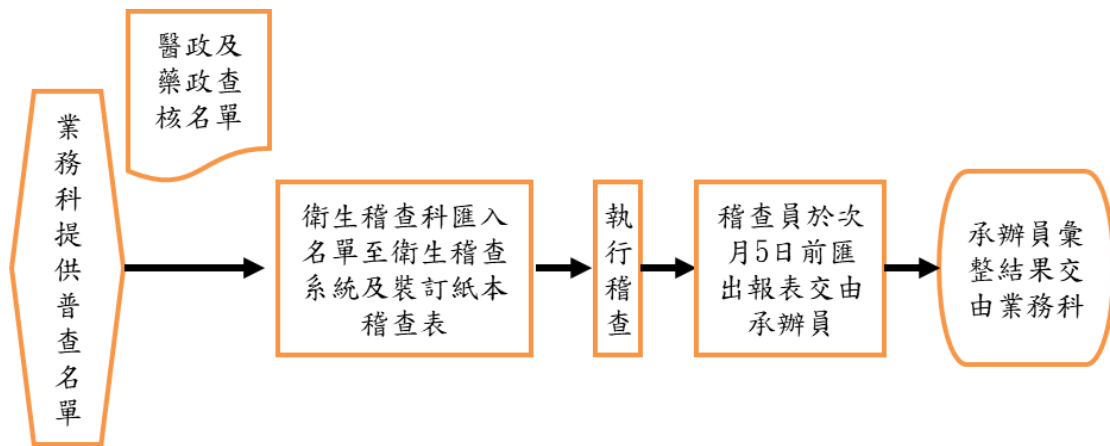 業務科提供普查名單
醫政及
藥政查
核名單
衛生稽查科匯入
名單至衛生稽查
系統及裝訂紙本
稽查表
執行稽查
稽查員於次
月5日前匯
出報表交由
承辦員
承辦員彙
整結果交
由業務科